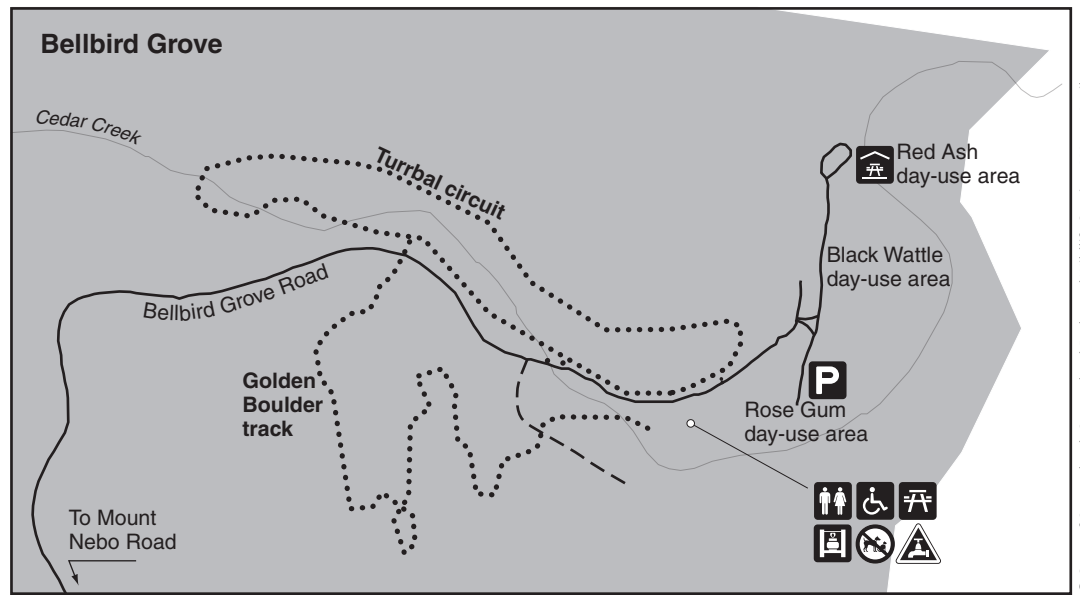 Bellbird Grove
Cedar Creek
Turrbal circuit
Red Ash
day-use area
Black Wattle
day-use area
Bellbird Grove Road
Golden
Boulder
track
P
Rose Gum
day-use area
To Mount
Nebo Road